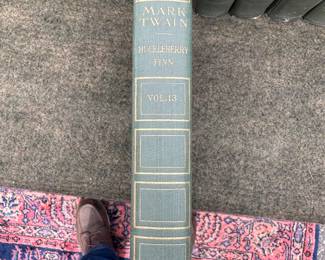 MARK
TWAIN
HUCKLEBERRY
FINN
VOL. 13